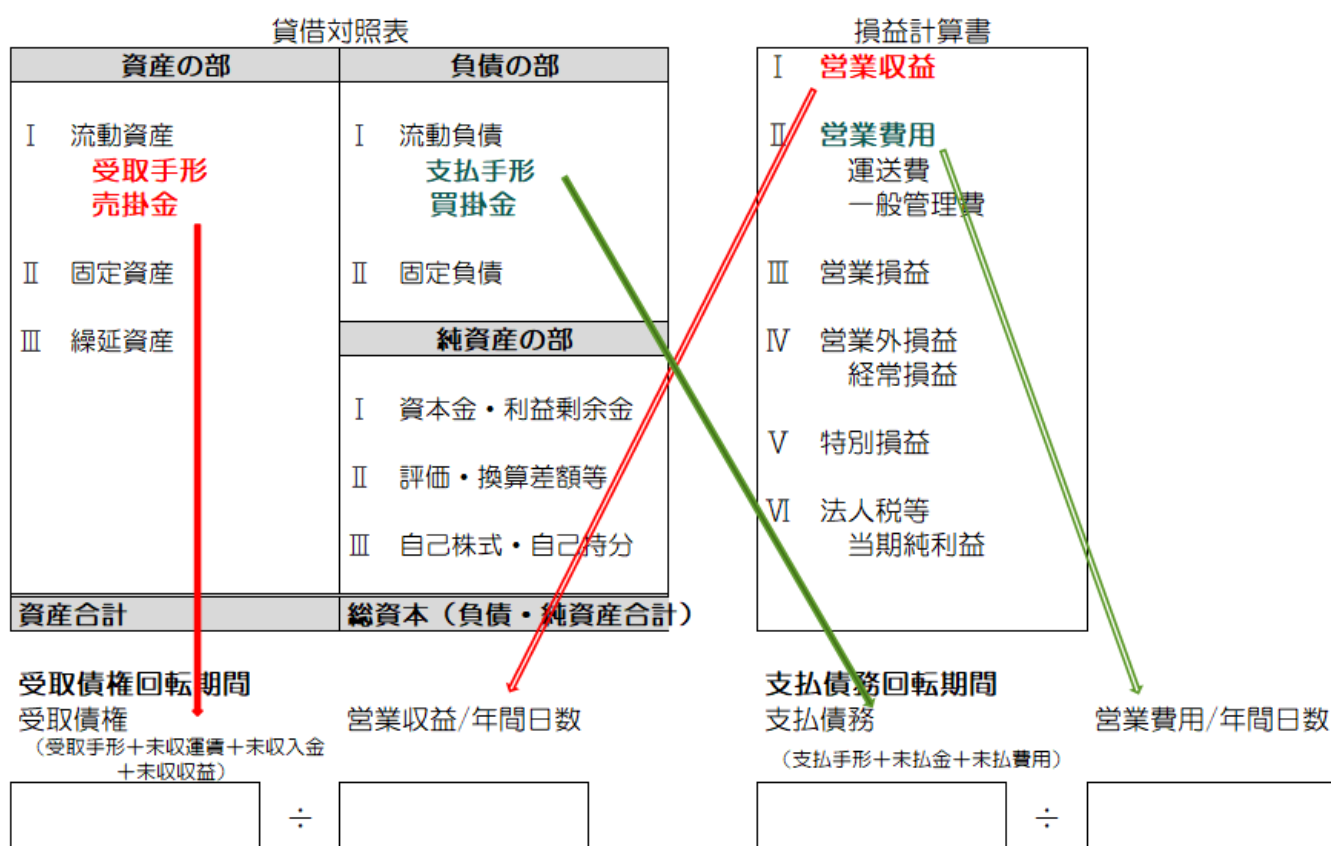 貸借対照表
資産の部
Ⅰ 流動資産
受取手形
売掛金
Ⅱ 固定資産
Ⅲ 繰延資産
資産合計
負債の部
Ⅰ 流動負債
支払手形
買掛金
Ⅱ 固定負債
純資産の部
Ⅰ 資本金・利益剰余金
Ⅱ 評価・換算差額等
Ⅲ 自己株式・自己持分
総資本(負債・純資産合計)
損益計算書
Ⅰ 営業収益
Ⅱ 営業費用
運送費
一般管理費
Ⅲ 営業損益
Ⅳ 営業外損益
経常損益
Ⅴ 特別損益
Ⅵ 法人税等
当期純利益
受取債権回転期間
受取債権
(受取手形+未収運賃+未収入金
+未収収益)
営業収益/年間日数
÷
支払債務回転期間
支払債務
(支払手形+未払金+未払費用)
営業費用/年間日数
÷